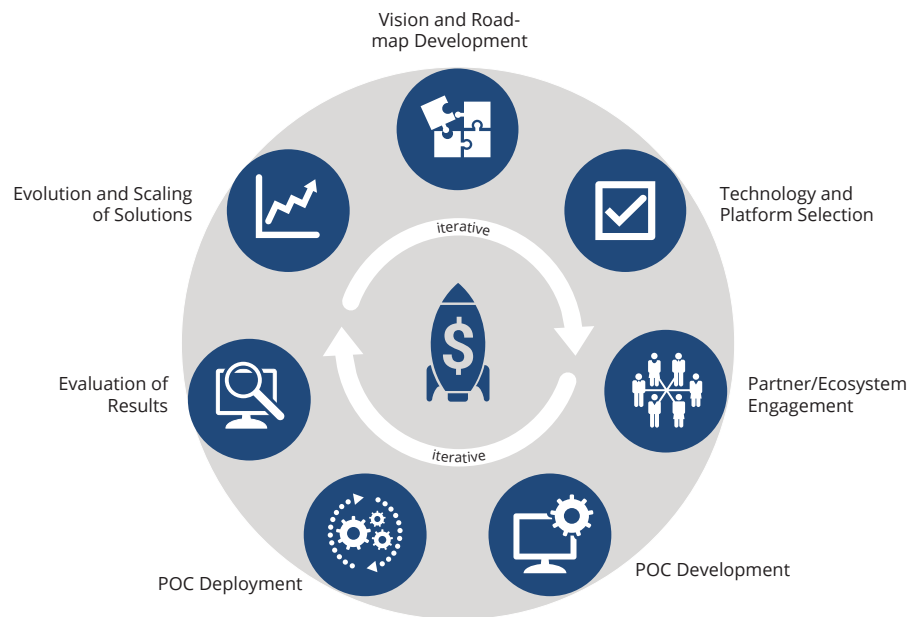 Vision and Road-
map Development
Evolution and Scaling
of Solutions
Technology and
Platform Selection
iterative
$
Evaluation of
Results
Partner/Ecosystem
Engagement
iterative
POC Deployment
POC Development